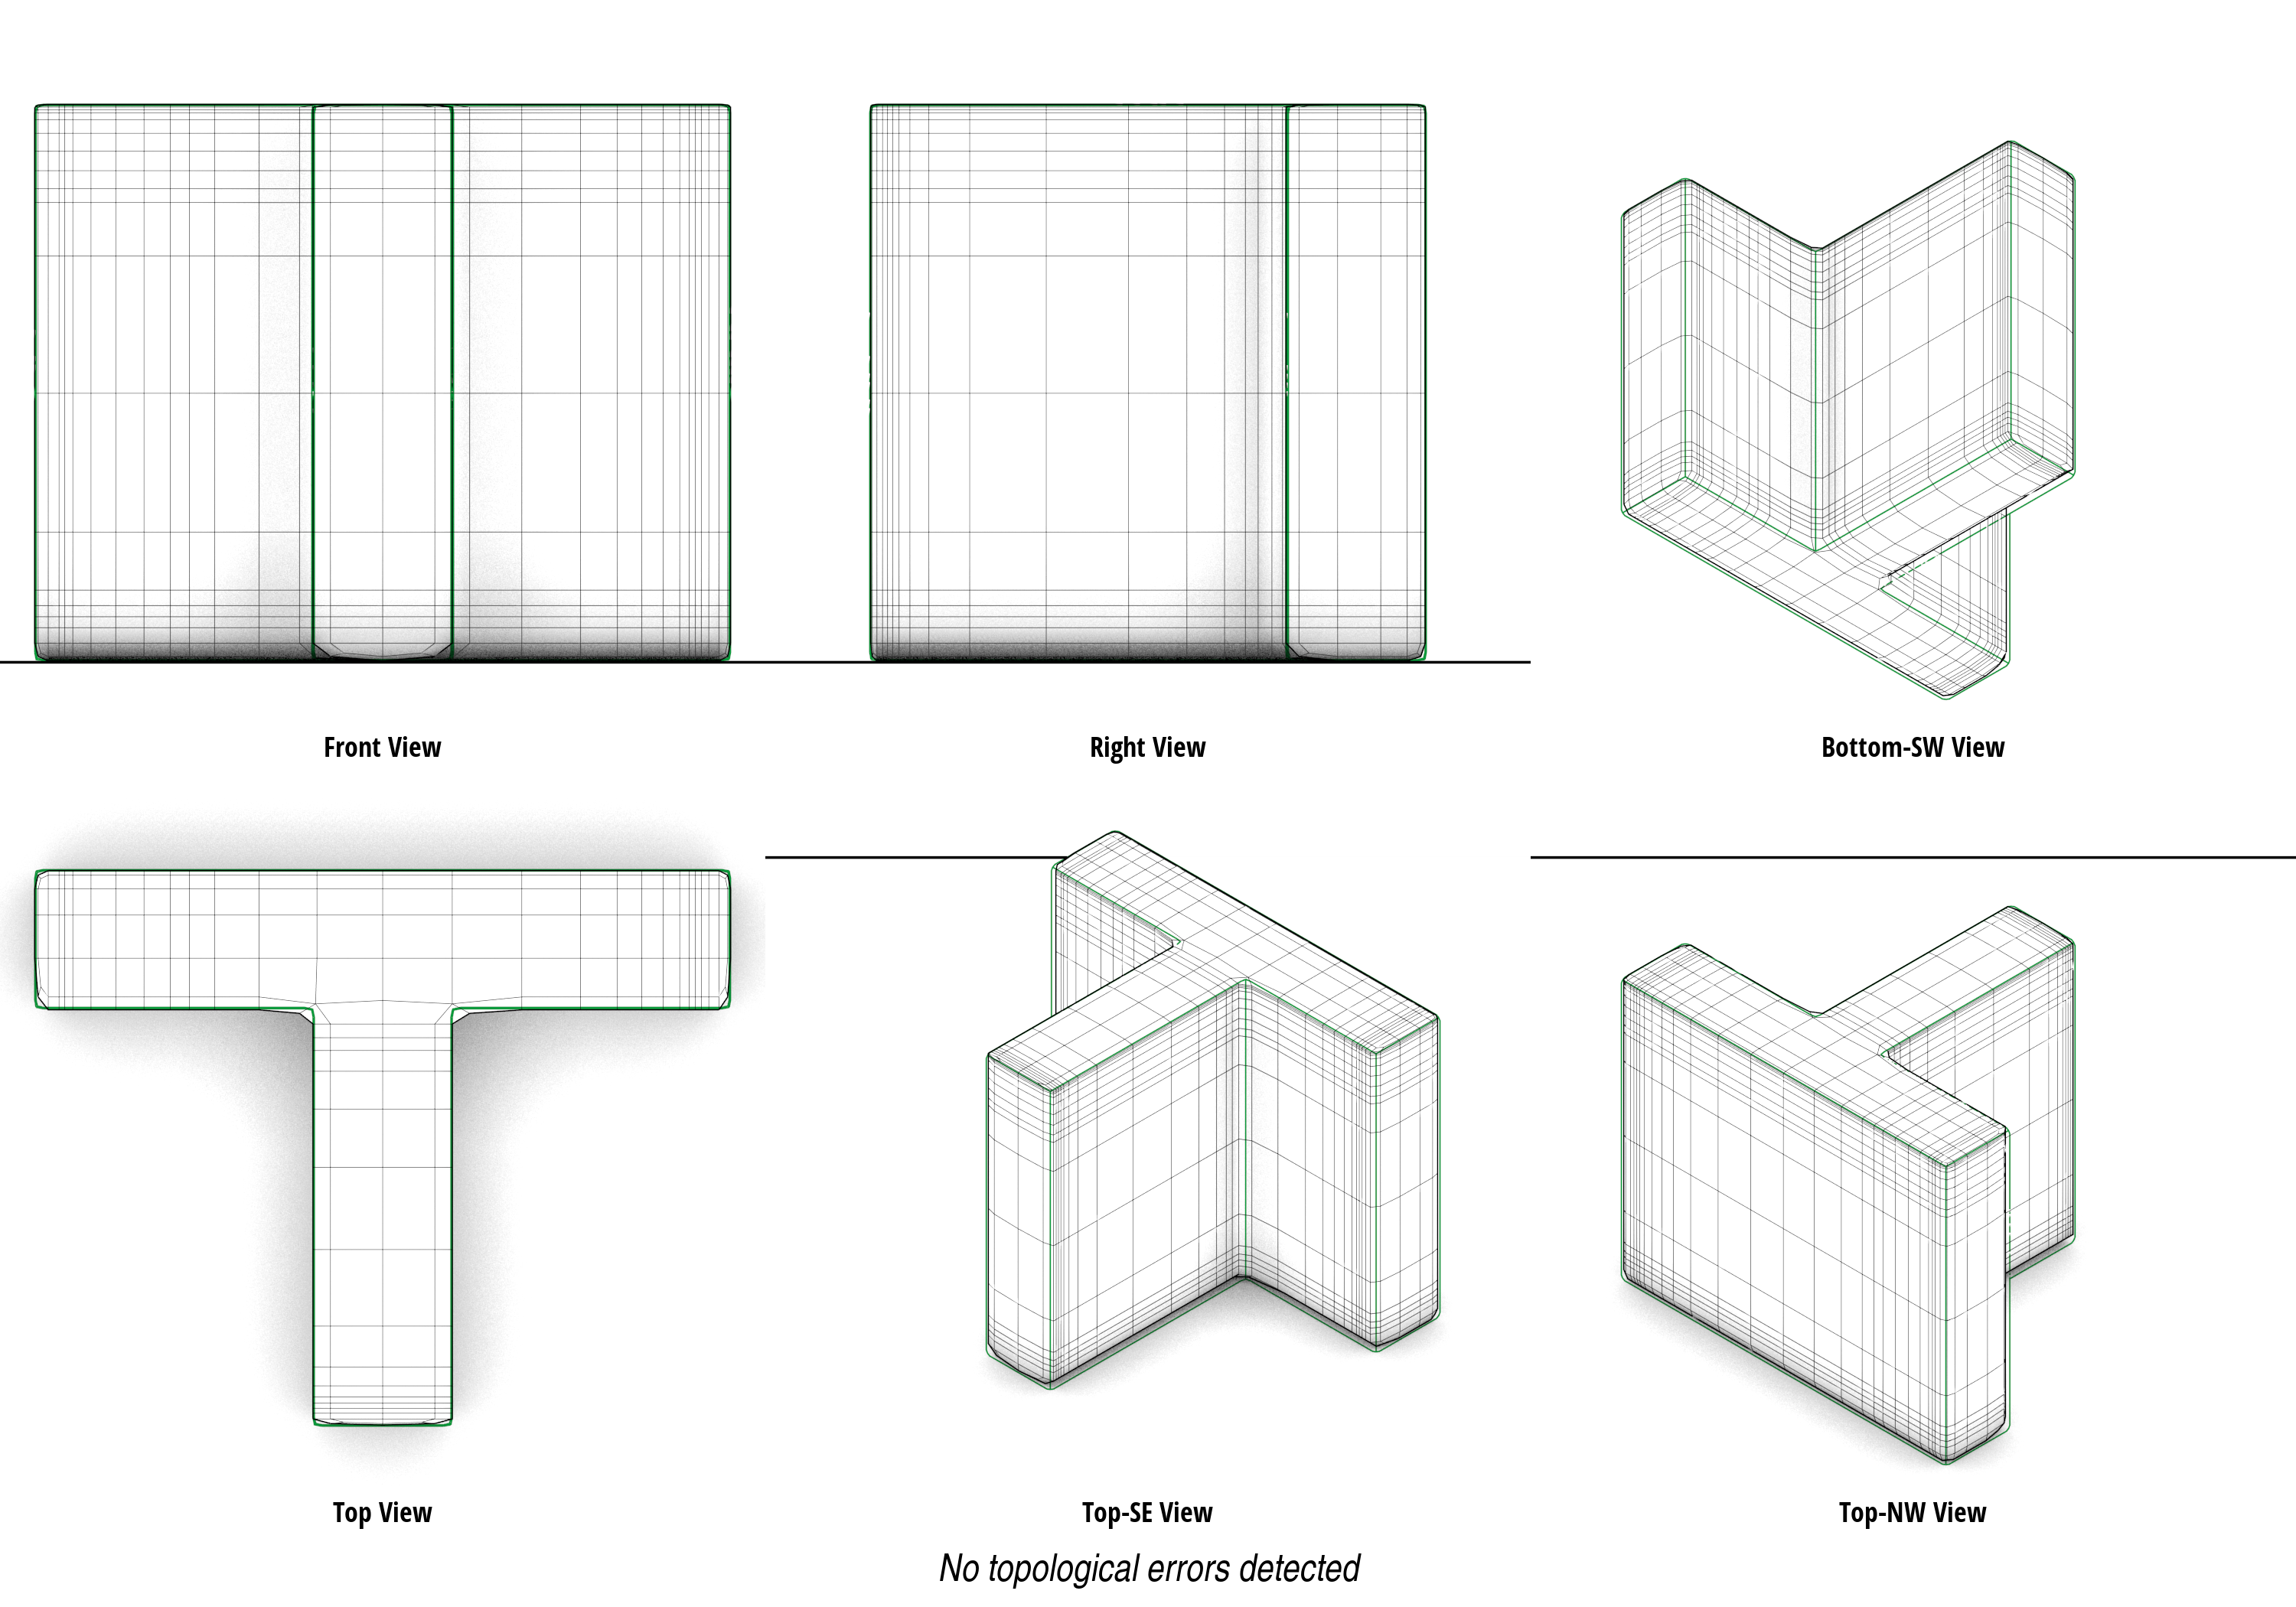 Front View
Right View
Bottom-SW View
Top View
Top-SE View
Top-NW View
No topological errors detected